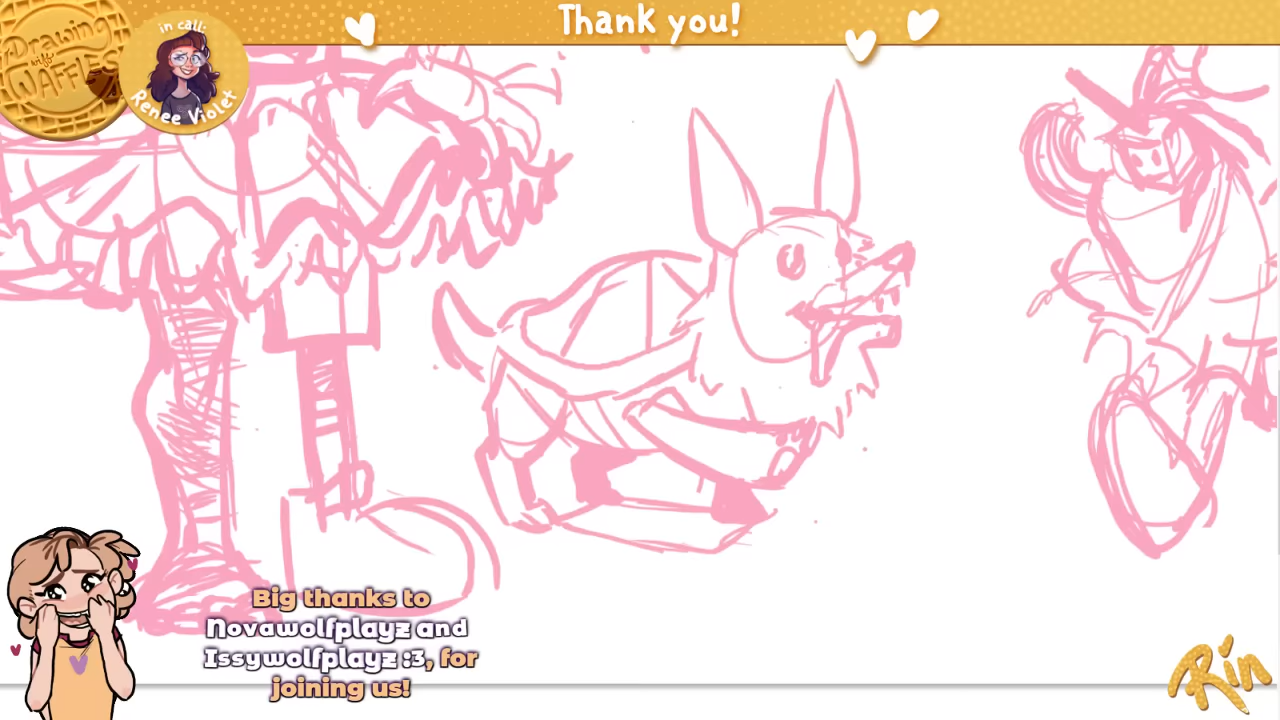 Thank you!
Drawing
with
WAFFLES
in call:
Renee Violet
Big thanks to
Novawolfplayz and
Issywolfplayz :3, for
joining us!
Rin